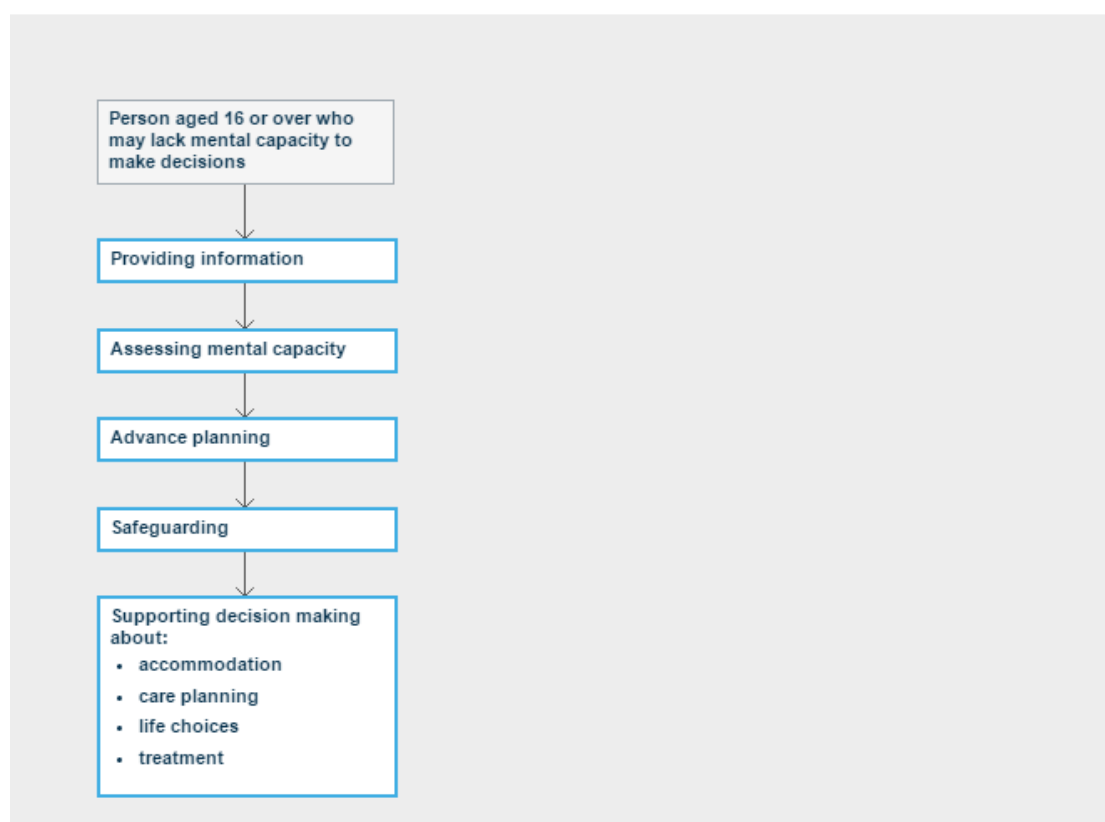 Person aged 16 or over who
may lack mental capacity to
make decisions
Providing information
Assessing mental capacity
Advance planning
Safeguarding
Supporting decision making
about:
• accommodation
• care planning
• life choices
• treatment